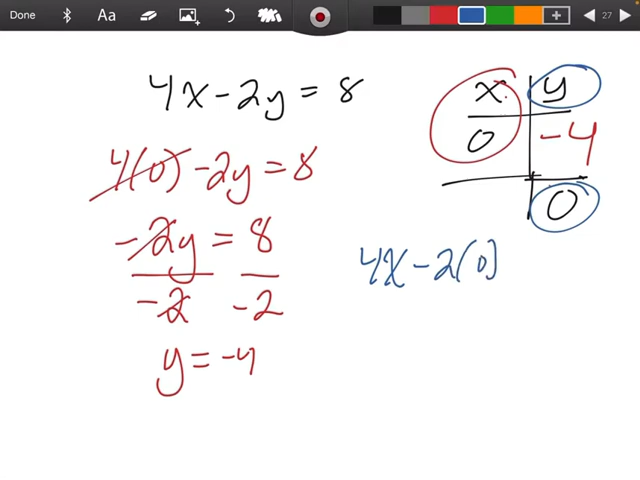 Done Aa 27
4x - 2y = 8
4(0) - 2y = 8
-2y = 8
-2 -2
y = -4
x y
0 -4
0
4x - 2(0)